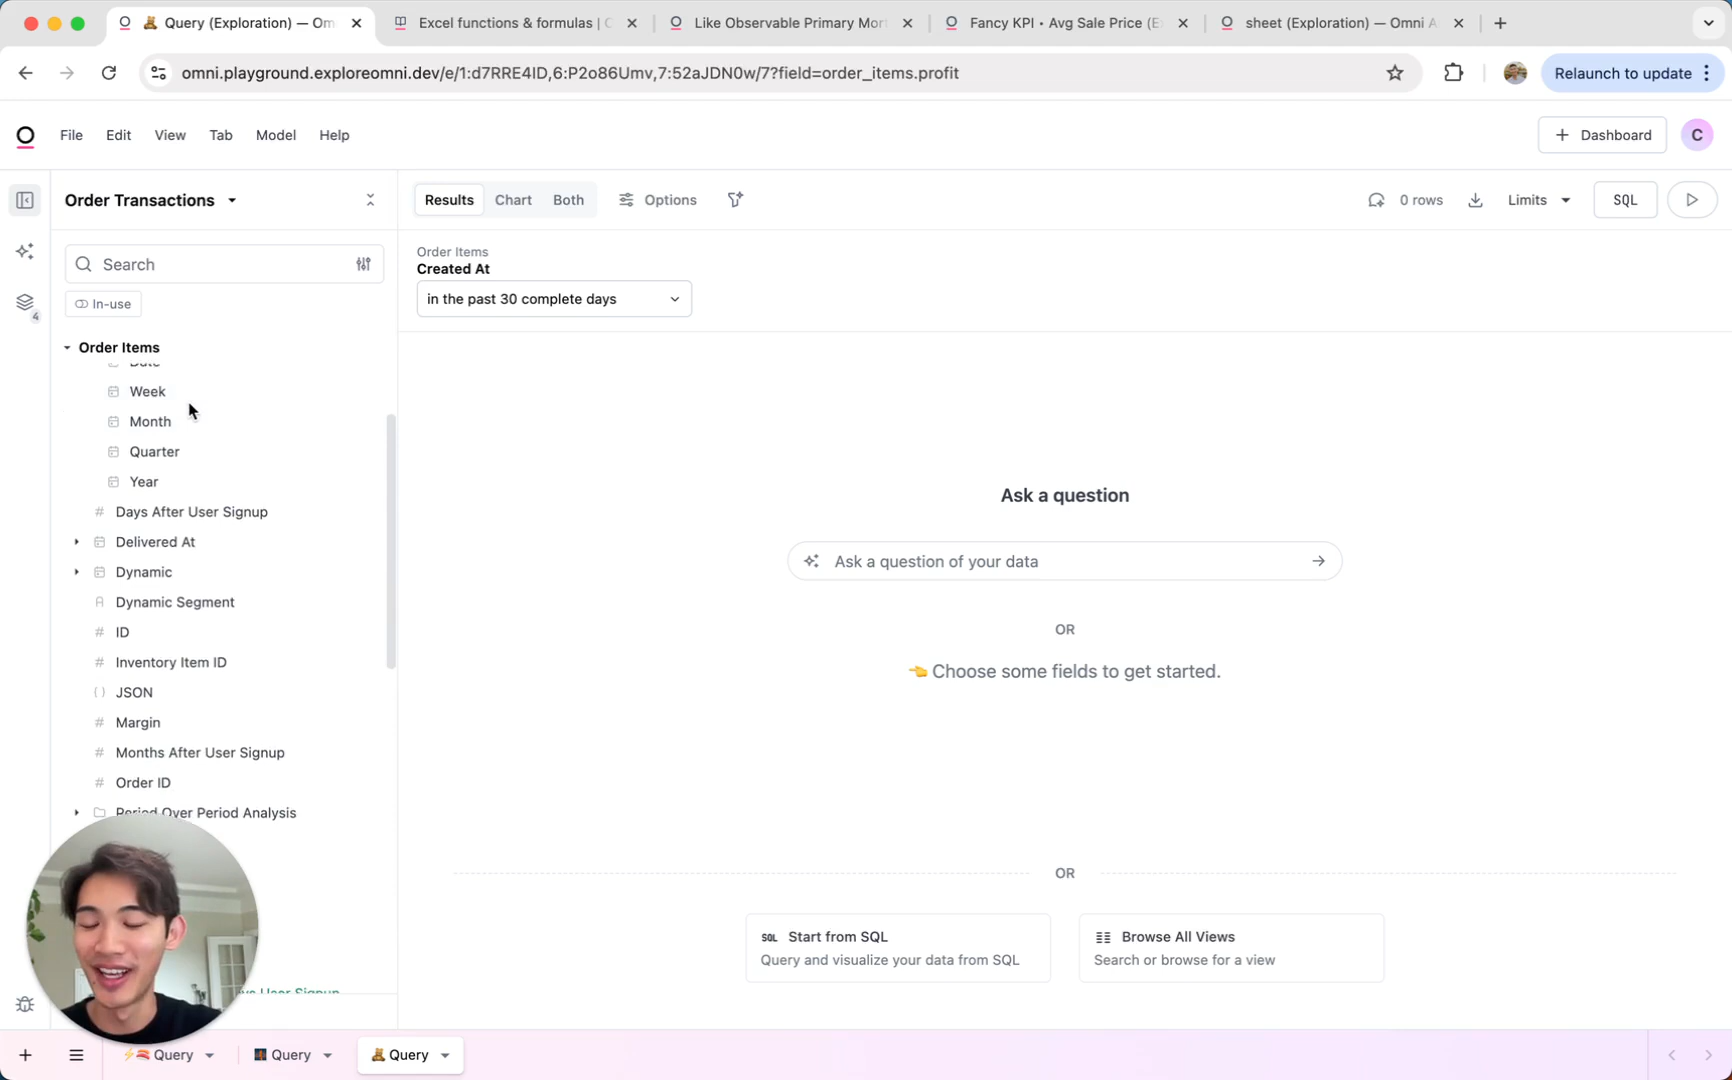 Query (Exploration) — Om
Excel functions & formulas | O
Like Observable Primary Mor
Fancy KPI • Avg Sale Price (E
sheet (Exploration) — Omni A
omni.playground.exploreomni.dev/e/1:d7RRE4ID,6:P2o86Umv,7:52aJDN0w/7?field=order_items.profit
Relaunch to update
File
Edit
View
Tab
Model
Help
Dashboard
C
Order Transactions
Results
Chart
Both
Options
0 rows
Limits
SQL
Search
In-use
4
Order Items
Created At
in the past 30 complete days
Order Items
Date
Week
Month
Quarter
Year
Days After User Signup
Delivered At
Dynamic
Dynamic Segment
ID
Inventory Item ID
JSON
Margin
Months After User Signup
Order ID
Period Over Period Analysis
ys User Signup
Ask a question
Ask a question of your data
OR
Choose some fields to get started.
OR
SQL Start from SQL
Query and visualize your data from SQL
Browse All Views
Search or browse for a view
Query
Query
Query